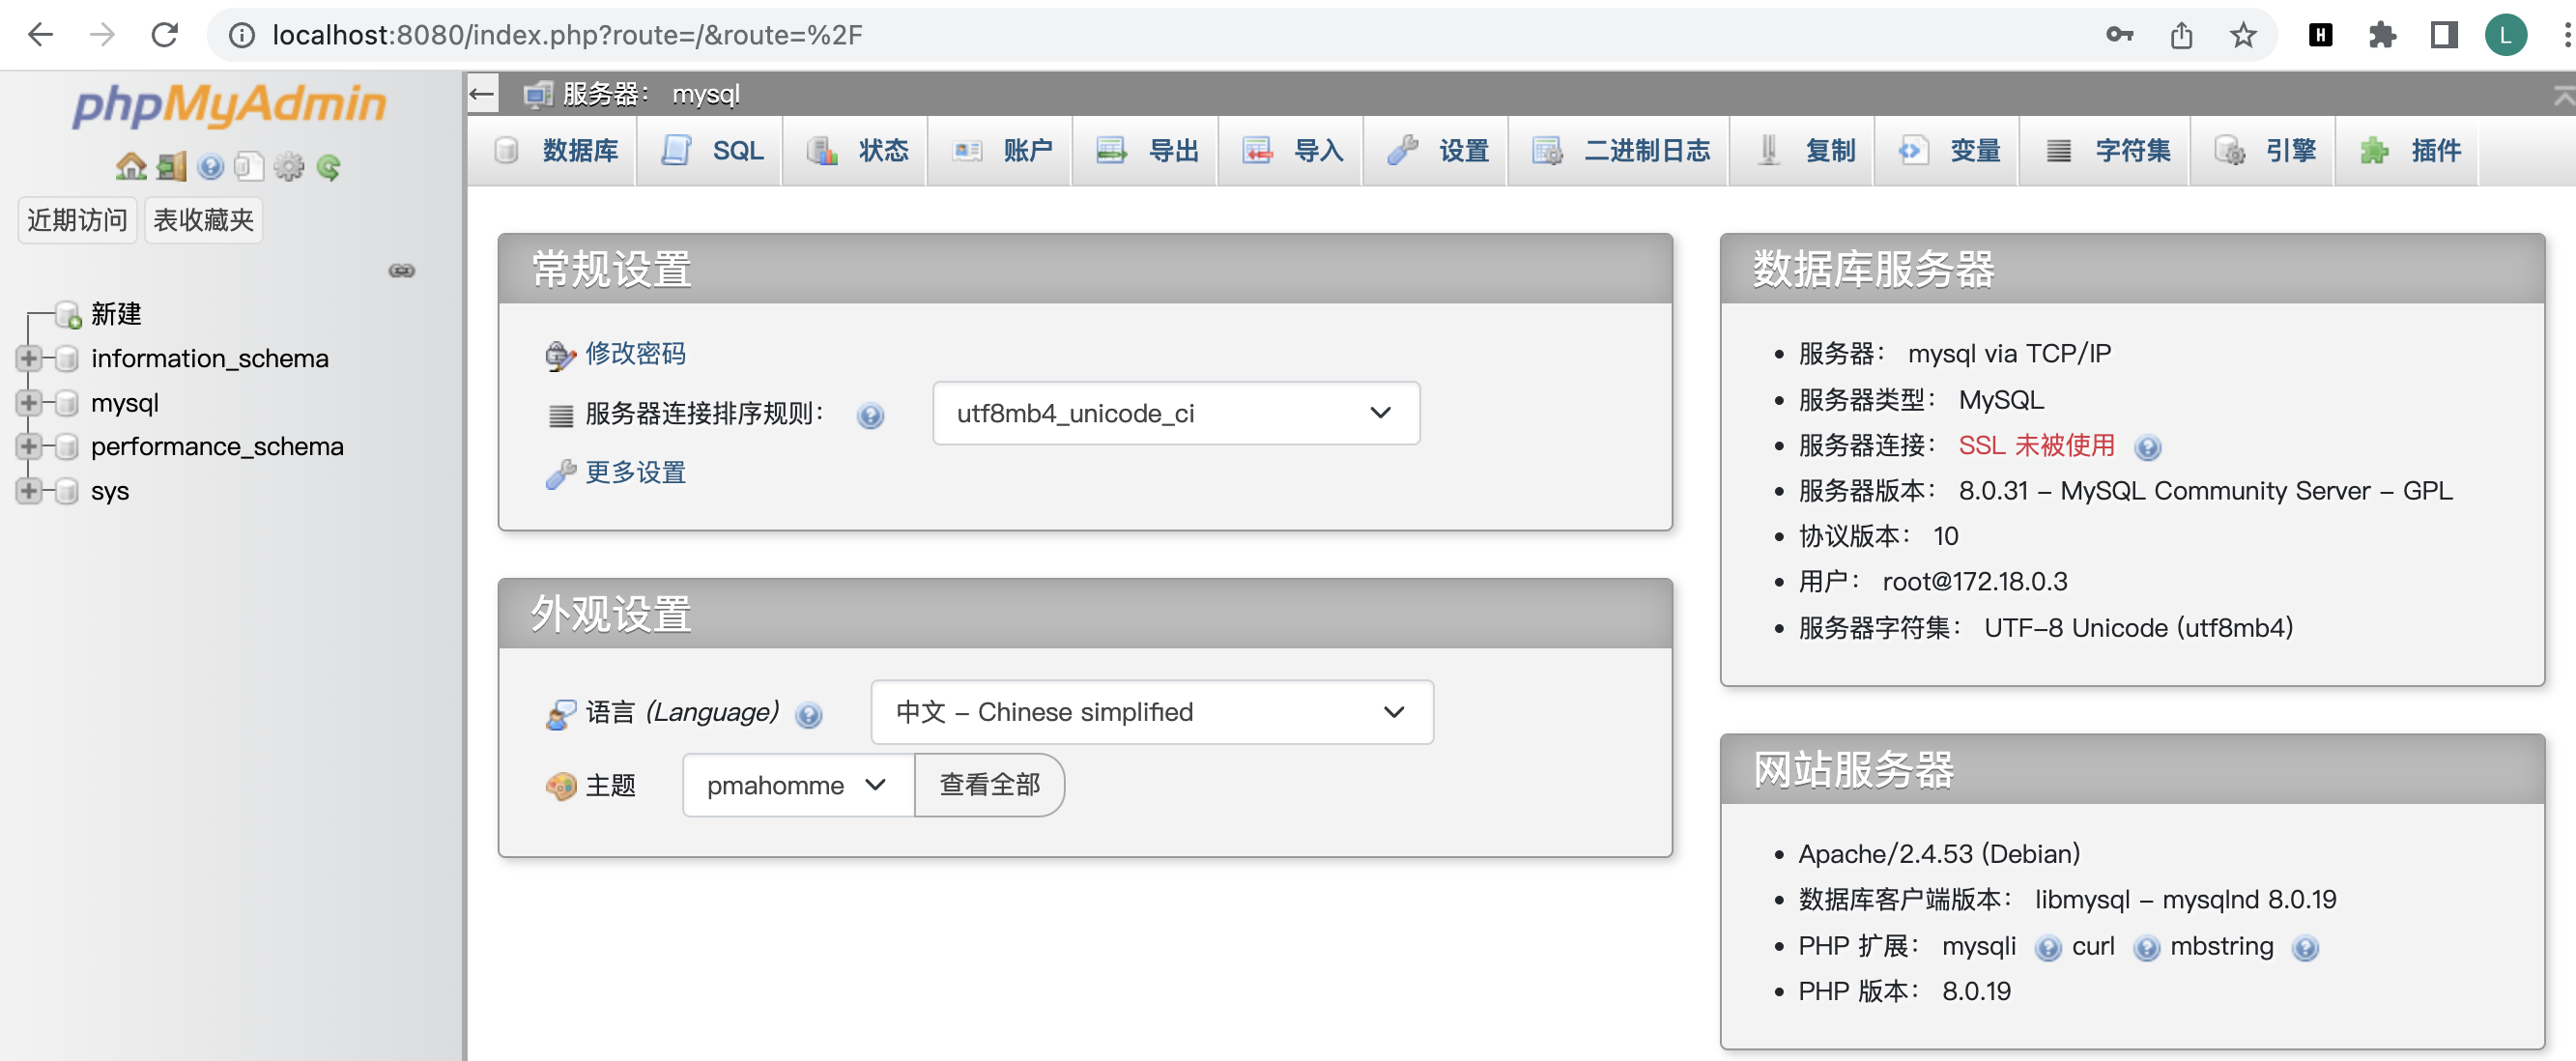 localhost:8080/index.php?route=/&route=%2F
H
L
phpMyAdmin
近期访问 表收藏夹
新建
information_schema
mysql
performance_schema
sys
服务器： mysql
数据库 SQL 状态 账户 导出 导入 设置 二进制日志 复制 变量 字符集 引擎 插件
常规设置
修改密码
服务器连接排序规则： utf8mb4_unicode_ci
更多设置
外观设置
语言 (Language) 中文 - Chinese simplified
主题 pmahomme 查看全部
数据库服务器
服务器： mysql via TCP/IP
服务器类型： MySQL
服务器连接： SSL 未被使用
服务器版本： 8.0.31 - MySQL Community Server - GPL
协议版本： 10
用户： root@172.18.0.3
服务器字符集： UTF-8 Unicode (utf8mb4)
网站服务器
Apache/2.4.53 (Debian)
数据库客户端版本： libmysql - mysqlnd 8.0.19
PHP 扩展： mysqli curl mbstring
PHP 版本： 8.0.19